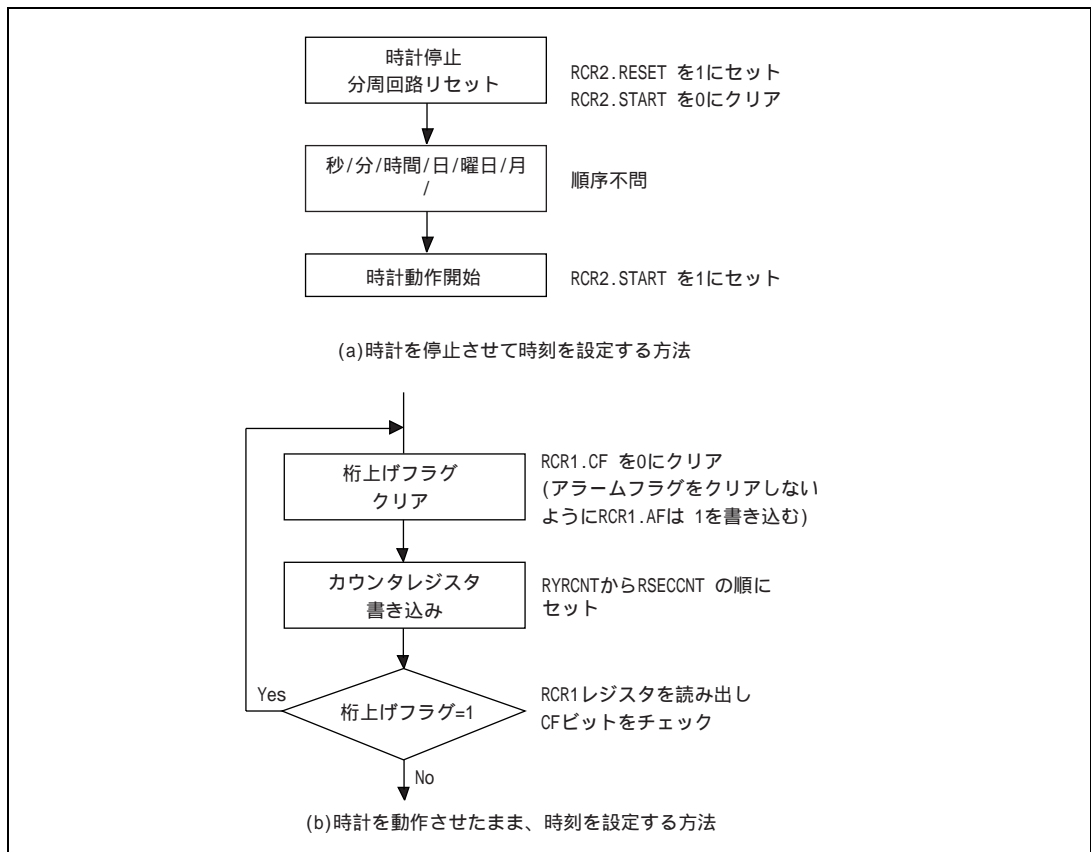 時計停止
分周回路リセット
RCR2.RESET を1にセット
RCR2.START を0にクリア
秒/分/時間/日/曜日/月
/
順序不問
時計動作開始
RCR2.START を1にセット
(a)時計を停止させて時刻を設定する方法
桁上げフラグ
クリア
RCR1.CF を0にクリア
(アラームフラグをクリアしない
ようにRCR1.AFは 1を書き込む)
カウンタレジスタ
書き込み
RYRCNTからRSECCNT の順に
セット
Yes
桁上げフラグ=1
RCR1レジスタを読み出し
CFビットをチェック
No
(b)時計を動作させたまま、時刻を設定する方法